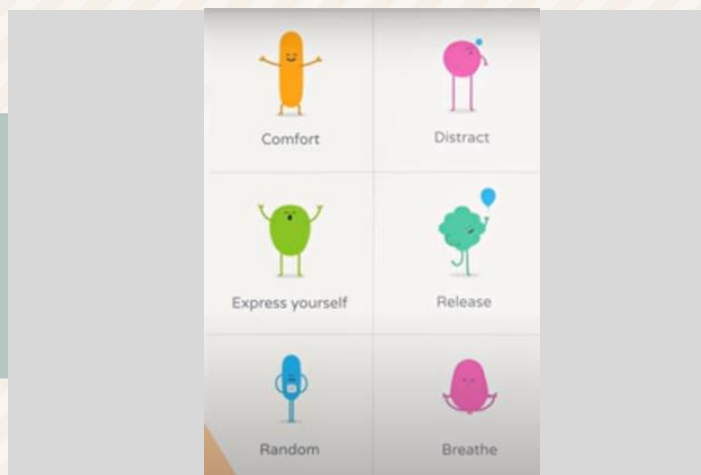 Comfort
Distract
Express yourself
Release
Random
Breathe